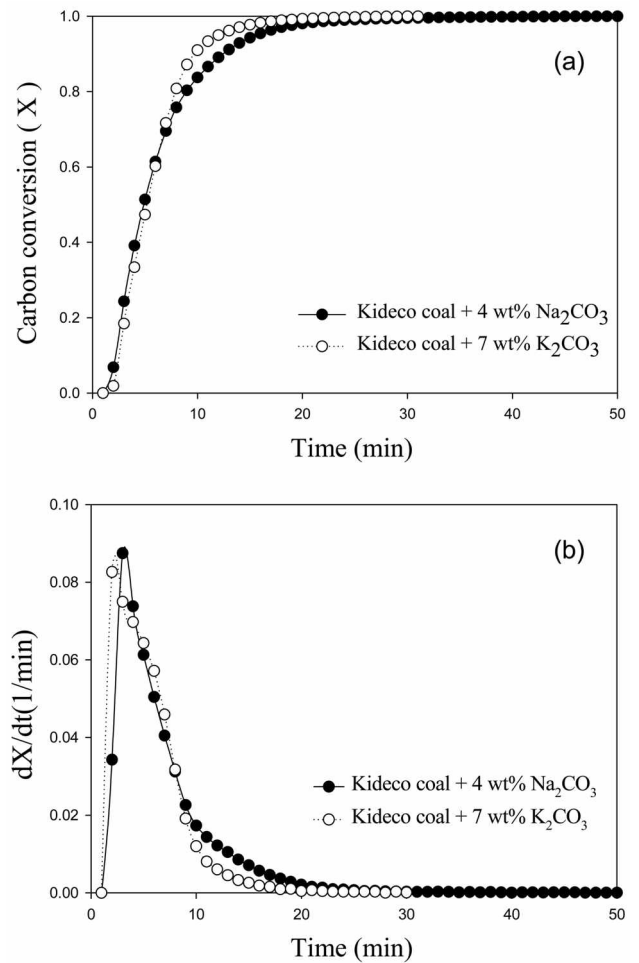 1.0
0.8
0.6
0.4
0.2
0.0
Carbon conversion ( X )
(a)
Kideco coal + 4 wt% Na₂CO₃
Kideco coal + 7 wt% K₂CO₃
0 10 20 30 40 50
Time (min)
0.10
0.08
0.06
0.04
0.02
0.00
dX/dt(1/min)
(b)
Kideco coal + 4 wt% Na₂CO₃
Kideco coal + 7 wt% K₂CO₃
0 10 20 30 40 50
Time (min)